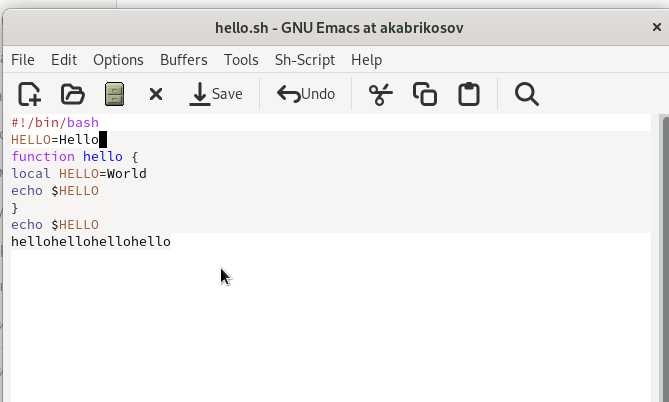 hello.sh - GNU Emacs at akabrikosov
File Edit Options Buffers Tools Sh-Script Help
Save Undo
#!/bin/bash
HELLO=Hello
function hello {
local HELLO=World
echo $HELLO
}
echo $HELLO
hellohellohellohello